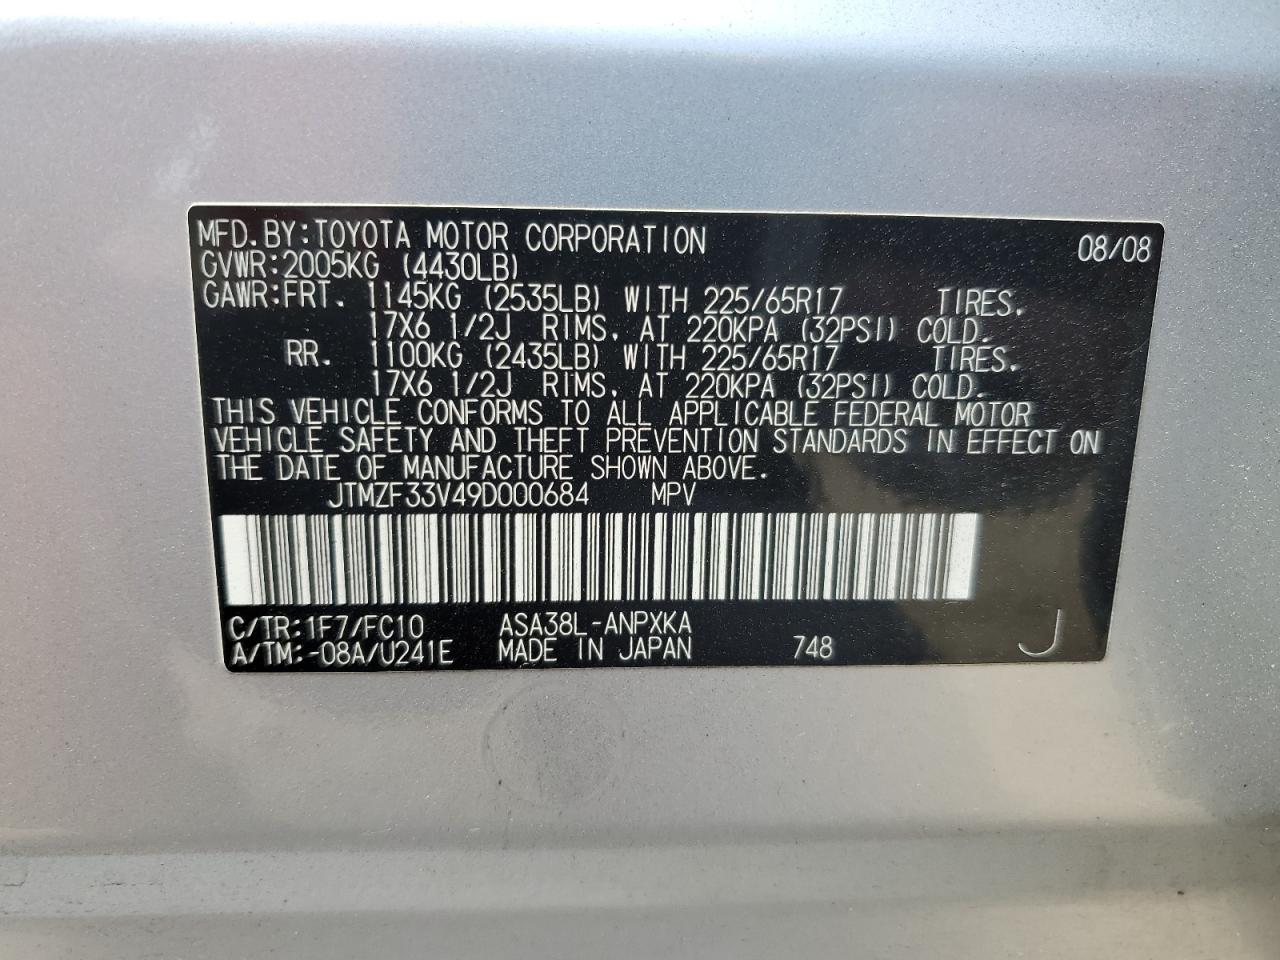 MFD.BY:TOYOTA MOTOR CORPORATION 08/08
GVWR:2005KG (4430LB)
GAWR:FRT. 1145KG (2535LB) WITH 225/65R17 TIRES,
17X6 1/2J RIMS, AT 220KPA (32PSI) COLD.
RR. 1100KG (2435LB) WITH 225/65R17 TIRES,
17X6 1/2J RIMS, AT 220KPA (32PSI) COLD.
THIS VEHICLE CONFORMS TO ALL APPLICABLE FEDERAL MOTOR
VEHICLE SAFETY AND THEFT PREVENTION STANDARDS IN EFFECT ON
THE DATE OF MANUFACTURE SHOWN ABOVE.
JTMZF33V49D000684 MPV
C/TR:1F7/FC10 ASA38L-ANPXKA
A/TM:-08A/U241E MADE IN JAPAN 748 J